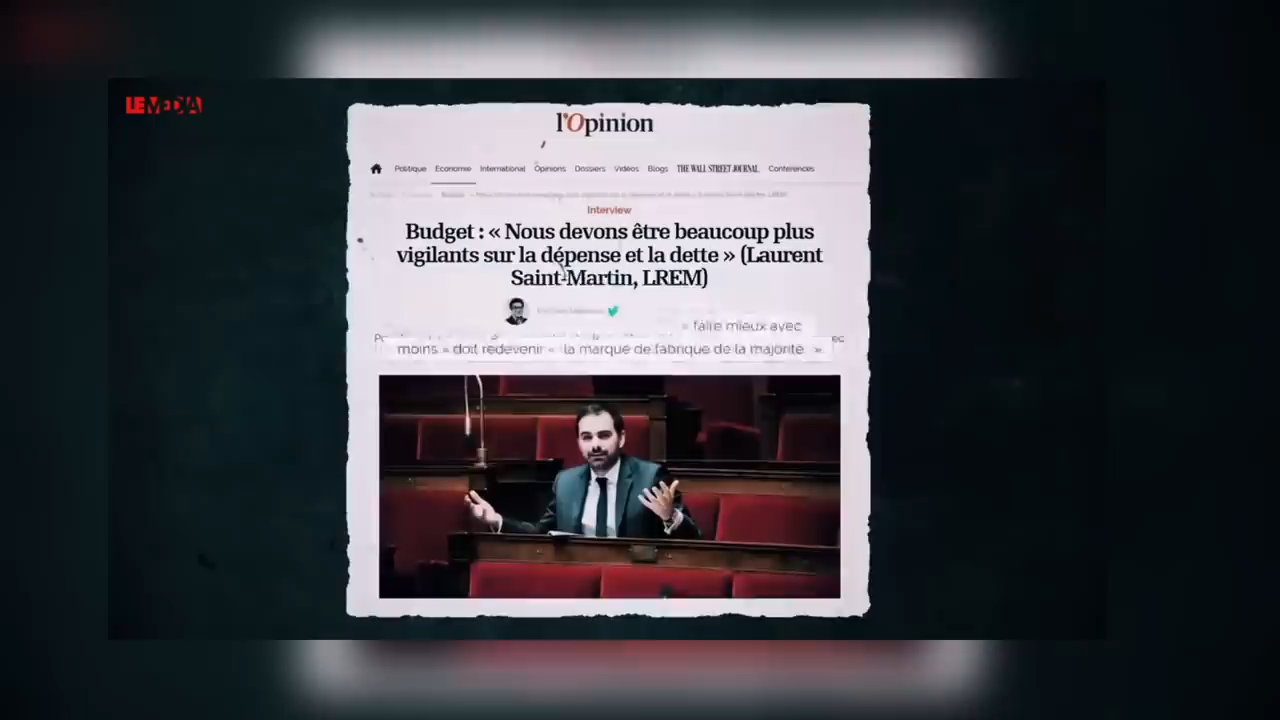 LEMEDIA
l'Opinion
Politique Economie International Opinions Dossiers Vidéos Blogs THE WALL STREET JOURNAL Conférences
Interview
Budget : « Nous devons être beaucoup plus
vigilants sur la dépense et la dette » (Laurent
Saint-Martin, LREM)
« faire mieux avec
moins » doit redevenir « la marque de fabrique de la majorité »